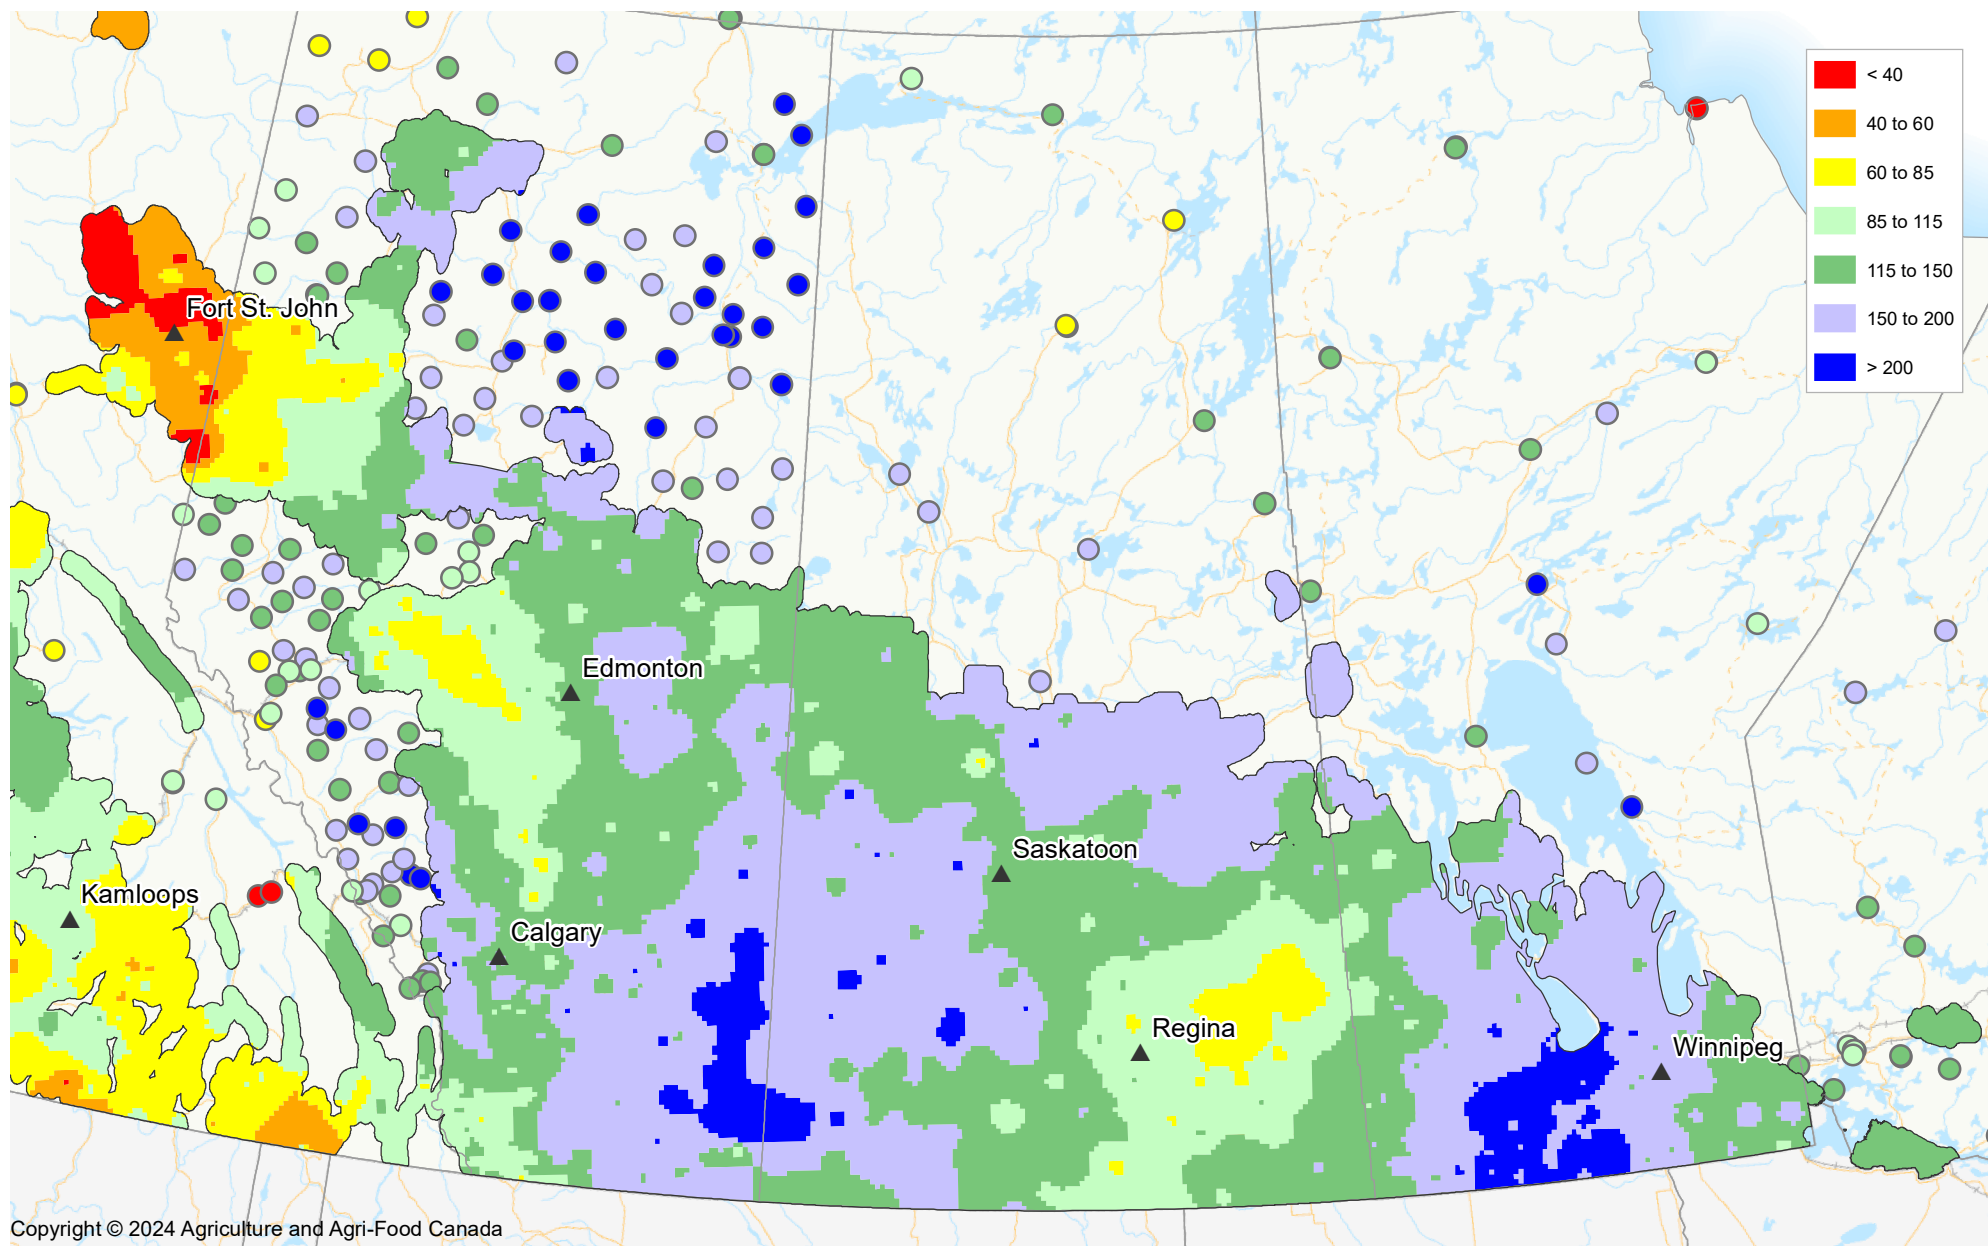 < 40
40 to 60
60 to 85
85 to 115
115 to 150
150 to 200
> 200
Fort St. John
Edmonton
Saskatoon
Kamloops
Calgary
Regina
Winnipeg
Copyright © 2024 Agriculture and Agri-Food Canada